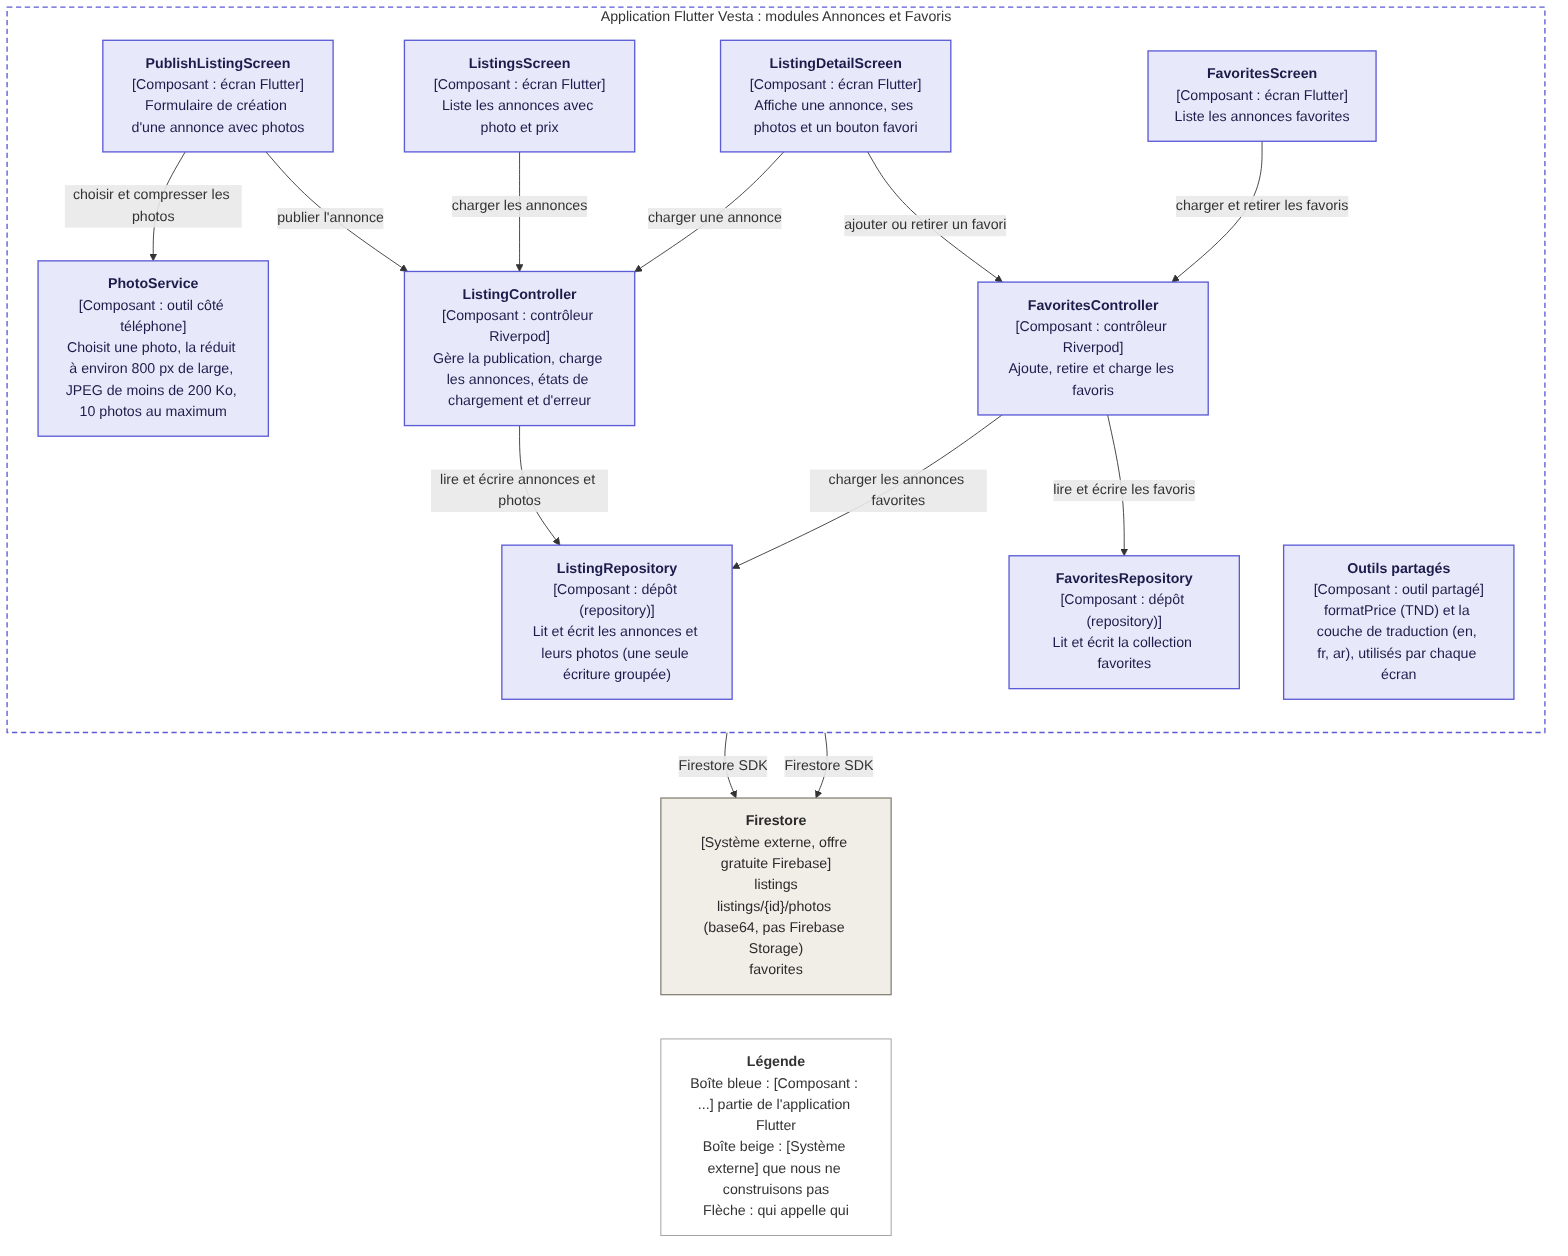 Application Flutter Vesta : modules Annonces et Favoris
PublishListingScreen
[Composant : écran Flutter]
Formulaire de création
d'une annonce avec photos
ListingsScreen
[Composant : écran Flutter]
Liste les annonces avec
photo et prix
ListingDetailScreen
[Composant : écran Flutter]
Affiche une annonce, ses
photos et un bouton favori
FavoritesScreen
[Composant : écran Flutter]
Liste les annonces favorites
choisir et compresser les
photos
publier l'annonce
charger les annonces
charger une annonce
ajouter ou retirer un favori
charger et retirer les favoris
PhotoService
[Composant : outil côté
téléphone]
Choisit une photo, la réduit
à environ 800 px de large,
JPEG de moins de 200 Ko,
10 photos au maximum
ListingController
[Composant : contrôleur
Riverpod]
Gère la publication, charge
les annonces, états de
chargement et d'erreur
FavoritesController
[Composant : contrôleur
Riverpod]
Ajoute, retire et charge les
favoris
lire et écrire annonces et
photos
charger les annonces
favorites
lire et écrire les favoris
ListingRepository
[Composant : dépôt
(repository)]
Lit et écrit les annonces et
leurs photos (une seule
écriture groupée)
FavoritesRepository
[Composant : dépôt
(repository)]
Lit et écrit la collection
favorites
Outils partagés
[Composant : outil partagé]
formatPrice (TND) et la
couche de traduction (en,
fr, ar), utilisés par chaque
écran
Firestore SDK
Firestore SDK
Firestore
[Système externe, offre
gratuite Firebase]
listings
listings/{id}/photos
(base64, pas Firebase
Storage)
favorites
Légende
Boîte bleue : [Composant :
...] partie de l'application
Flutter
Boîte beige : [Système
externe] que nous ne
construisons pas
Flèche : qui appelle qui